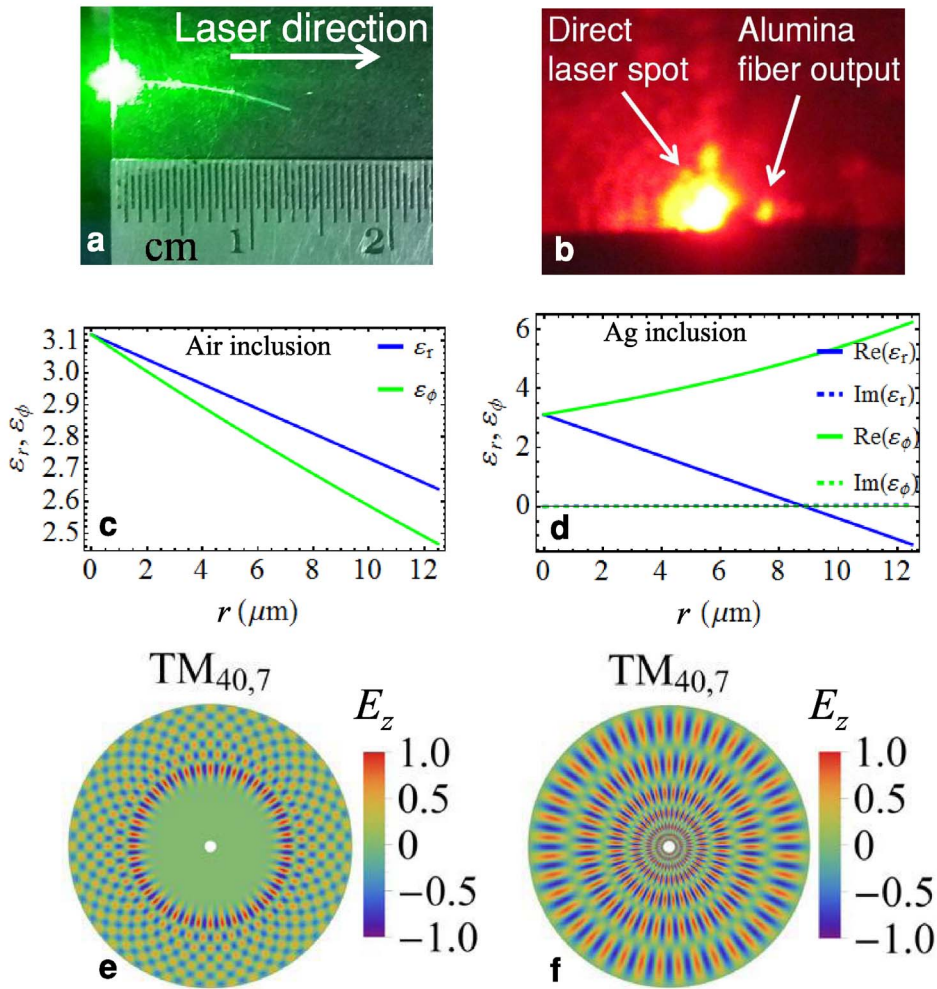 Laser direction
a
cm 1 2
Direct
laser spot
Alumina
fiber output
b
εr, εϕ
3.1
3.0
2.9
2.8
2.7
2.6
2.5
Air inclusion
εr
εϕ
c
0 2 4 6 8 10 12
r (μm)
εr, εϕ
6
4
2
0
Ag inclusion
Re(εr)
Im(εr)
Re(εϕ)
Im(εϕ)
d
0 2 4 6 8 10 12
r (μm)
TM40,7
Ez
1.0
0.5
0
−0.5
−1.0
e
TM40,7
Ez
1.0
0.5
0
−0.5
−1.0
f